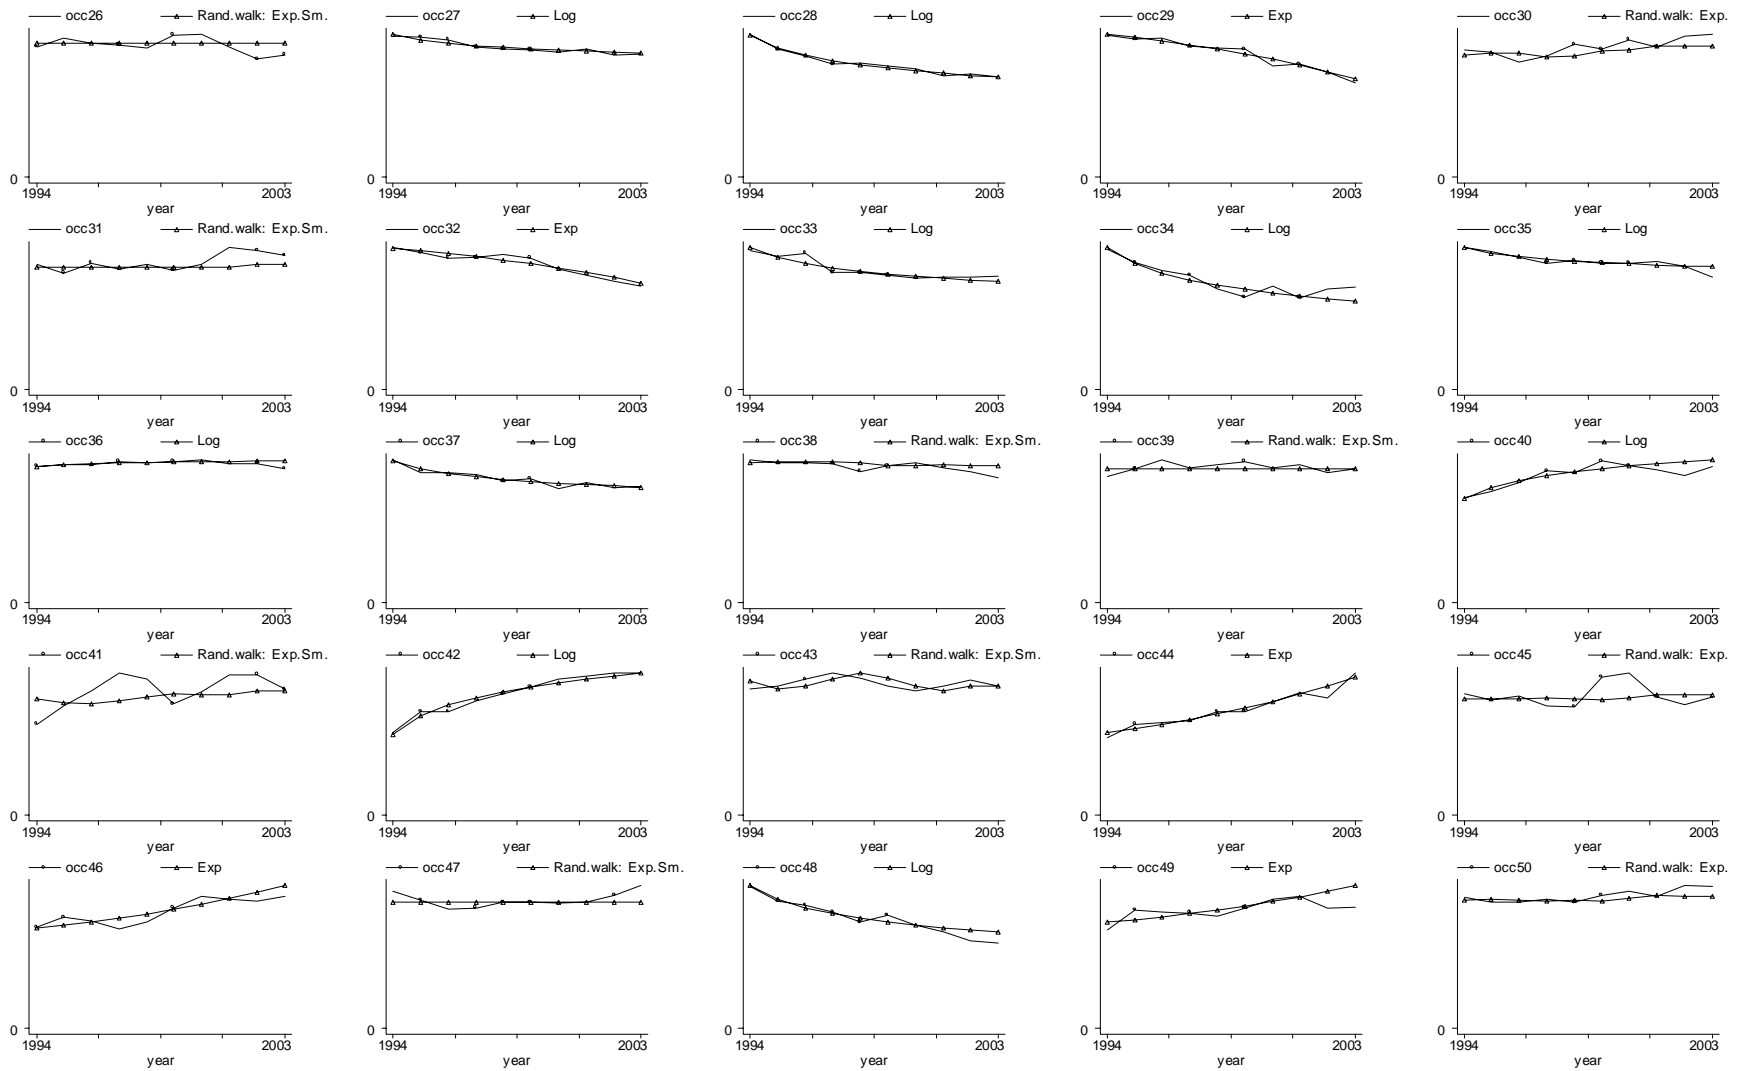 occ26 Rand.walk: Exp.Sm. occ27 Log occ28 Log occ29 Exp occ30 Rand.walk: Exp.
0 0 0 0 0
1994 2003 1994 2003 1994 2003 1994 2003 1994 2003
year year year year year
occ31 Rand.walk: Exp.Sm. occ32 Exp occ33 Log occ34 Log occ35 Log
0 0 0 0 0
1994 2003 1994 2003 1994 2003 1994 2003 1994 2003
year year year year year
occ36 Log occ37 Log occ38 Rand.walk: Exp.Sm. occ39 Rand.walk: Exp.Sm. occ40 Log
0 0 0 0 0
1994 2003 1994 2003 1994 2003 1994 2003 1994 2003
year year year year year
occ41 Rand.walk: Exp.Sm. occ42 Log occ43 Rand.walk: Exp.Sm. occ44 Exp occ45 Rand.walk: Exp.
0 0 0 0 0
1994 2003 1994 2003 1994 2003 1994 2003 1994 2003
year year year year year
occ46 Exp occ47 Rand.walk: Exp.Sm. occ48 Log occ49 Exp occ50 Rand.walk: Exp.
0 0 0 0 0
1994 2003 1994 2003 1994 2003 1994 2003 1994 2003
year year year year year